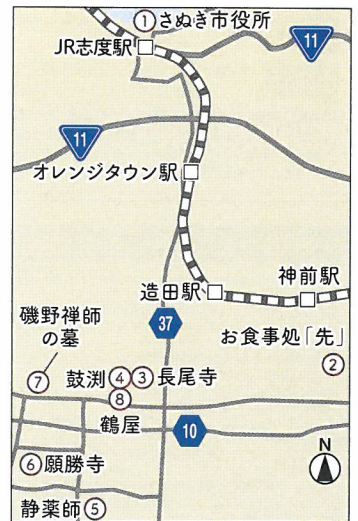 ①さぬき市役所
JR志度駅
11
11
オレンジタウン駅
造田駅
神前駅
37
お食事処「先」
②
磯野禅師
の墓
⑦
鼓渕④③長尾寺
⑧
鶴屋
10
N
⑥願勝寺
静薬師⑤